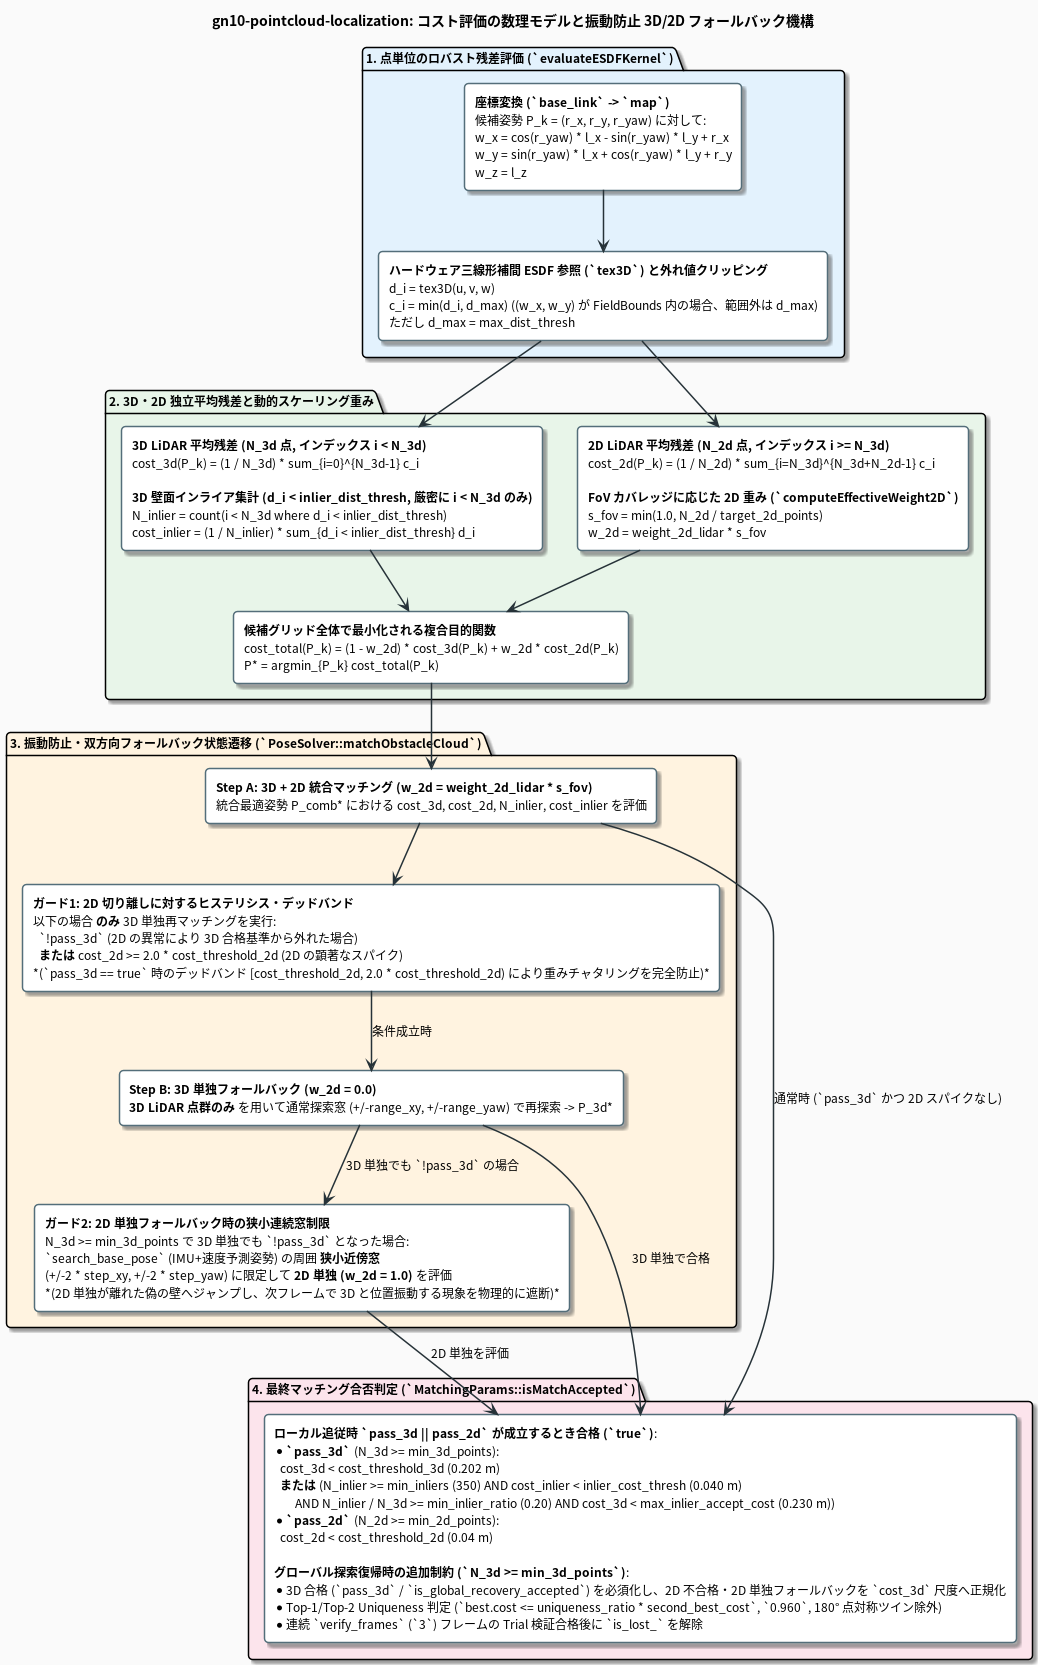 gn10-pointcloud-localization: コスト評価の数理モデルと振動防止 3D/2D フォールバック機構
1. 点単位のロバスト残差評価 (`evaluateESDFKernel`)
座標変換 (`base_link` -> `map`)
候補姿勢 P_k = (r_x, r_y, r_yaw) に対して:
w_x = cos(r_yaw) * l_x - sin(r_yaw) * l_y + r_x
w_y = sin(r_yaw) * l_x + cos(r_yaw) * l_y + r_y
w_z = l_z
ハードウェア三線形補間 ESDF 参照 (`tex3D`) と外れ値クリッピング
d_i = tex3D(u, v, w)
c_i = min(d_i, d_max) ((w_x, w_y) が FieldBounds 内の場合、範囲外は d_max)
ただし d_max = max_dist_thresh
2. 3D・2D 独立平均残差と動的スケーリング重み
3D LiDAR 平均残差 (N_3d 点, インデックス i < N_3d)
cost_3d(P_k) = (1 / N_3d) * sum_{i=0}^{N_3d-1} c_i
3D 壁面インライア集計 (d_i < inlier_dist_thresh, 厳密に i < N_3d のみ)
N_inlier = count(i < N_3d where d_i < inlier_dist_thresh)
cost_inlier = (1 / N_inlier) * sum_{d_i < inlier_dist_thresh} d_i
2D LiDAR 平均残差 (N_2d 点, インデックス i >= N_3d)
cost_2d(P_k) = (1 / N_2d) * sum_{i=N_3d}^{N_3d+N_2d-1} c_i
FoV カバレッジに応じた 2D 重み (`computeEffectiveWeight2D`)
s_fov = min(1.0, N_2d / target_2d_points)
w_2d = weight_2d_lidar * s_fov
候補グリッド全体で最小化される複合目的関数
cost_total(P_k) = (1 - w_2d) * cost_3d(P_k) + w_2d * cost_2d(P_k)
P* = argmin_{P_k} cost_total(P_k)
3. 振動防止・双方向フォールバック状態遷移 (`PoseSolver::matchObstacleCloud`)
Step A: 3D + 2D 統合マッチング (w_2d = weight_2d_lidar * s_fov)
統合最適姿勢 P_comb* における cost_3d, cost_2d, N_inlier, cost_inlier を評価
ガード1: 2D 切り離しに対するヒステリシス・デッドバンド
以下の場合 のみ 3D 単独再マッチングを実行:
`!pass_3d` (2D の異常により 3D 合格基準から外れた場合)
または cost_2d >= 2.0 * cost_threshold_2d (2D の顕著なスパイク)
*(`pass_3d == true` 時のデッドバンド [cost_threshold_2d, 2.0 * cost_threshold_2d) により重みチャタリングを完全防止)*
条件成立時
通常時 (`pass_3d` かつ 2D スパイクなし)
Step B: 3D 単独フォールバック (w_2d = 0.0)
3D LiDAR 点群のみ を用いて通常探索窓 (+/-range_xy, +/-range_yaw) で再探索 -> P_3d*
3D 単独でも `!pass_3d` の場合
ガード2: 2D 単独フォールバック時の狭小連続窓制限
N_3d >= min_3d_points で 3D 単独でも `!pass_3d` となった場合:
`search_base_pose` (IMU+速度予測姿勢) の周囲 狭小近傍窓
(+/-2 * step_xy, +/-2 * step_yaw) に限定して 2D 単独 (w_2d = 1.0) を評価
*(2D 単独が離れた偽の壁へジャンプし、次フレームで 3D と位置振動する現象を物理的に遮断)*
3D 単独で合格
2D 単独を評価
4. 最終マッチング合否判定 (`MatchingParams::isMatchAccepted`)
ローカル追従時 `pass_3d || pass_2d` が成立するとき合格 (`true`):
• `pass_3d` (N_3d >= min_3d_points):
cost_3d < cost_threshold_3d (0.202 m)
または (N_inlier >= min_inliers (350) AND cost_inlier < inlier_cost_thresh (0.040 m)
AND N_inlier / N_3d >= min_inlier_ratio (0.20) AND cost_3d < max_inlier_accept_cost (0.230 m))
• `pass_2d` (N_2d >= min_2d_points):
cost_2d < cost_threshold_2d (0.04 m)
グローバル探索復帰時の追加制約 (`N_3d >= min_3d_points`):
• 3D 合格 (`pass_3d` / `is_global_recovery_accepted`) を必須化し、2D 不合格・2D 単独フォールバックを `cost_3d` 尺度へ正規化
• Top-1/Top-2 Uniqueness 判定 (`best.cost <= uniqueness_ratio * second_best_cost`, `0.960`, 180° 点対称ツイン除外)
• 連続 `verify_frames` (`3`) フレームの Trial 検証合格後に `is_lost_` を解除